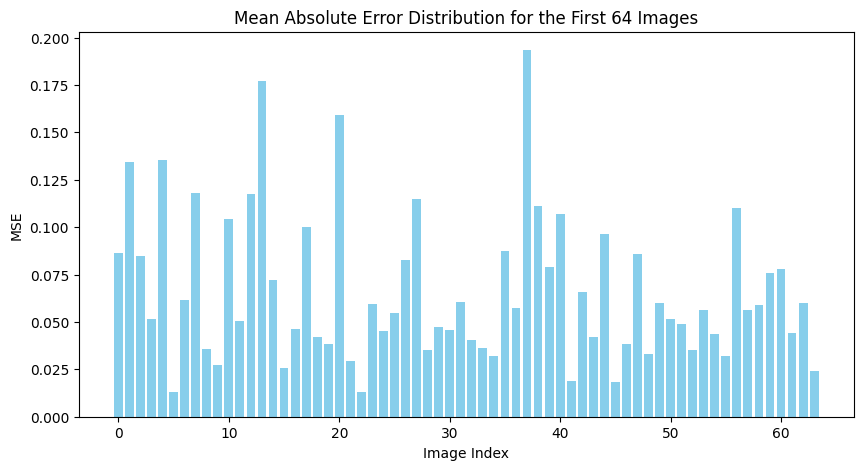 Mean Absolute Error Distribution for the First 64 Images
0.200
0.175
0.150
0.125
0.100
0.075
0.050
0.025
0.000
MSE
0 10 20 30 40 50 60
Image Index